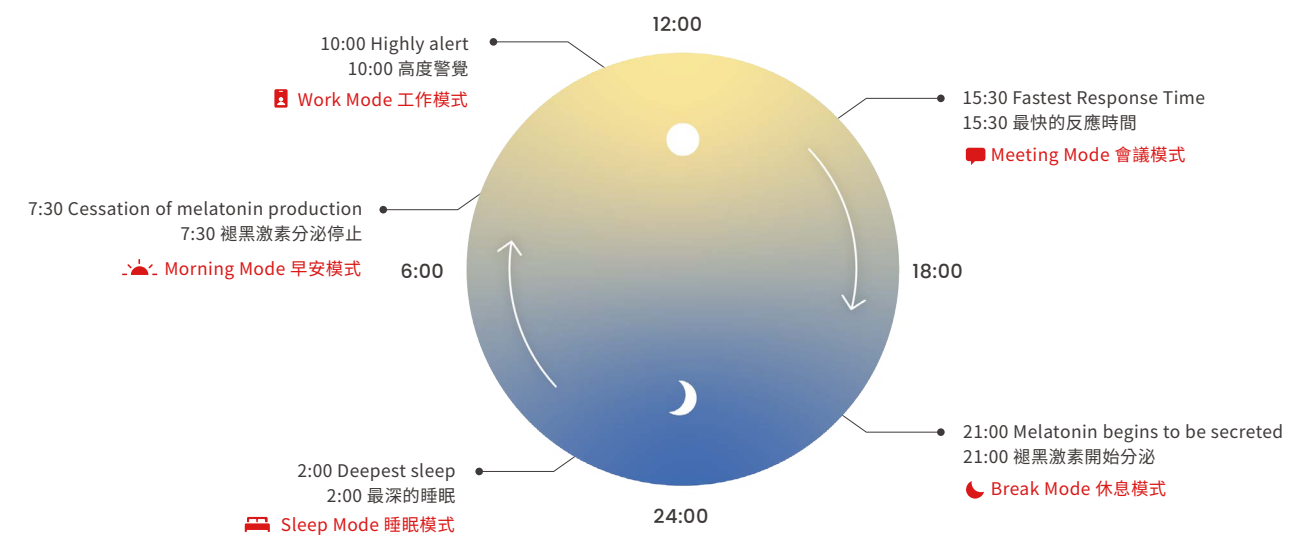 12:00
10:00 Highly alert
10:00 高度警覺
Work Mode 工作模式
15:30 Fastest Response Time
15:30 最快的反應時間
Meeting Mode 會議模式
7:30 Cessation of melatonin production
7:30 褪黑激素分泌停止
Morning Mode 早安模式
6:00
18:00
21:00 Melatonin begins to be secreted
21:00 褪黑激素開始分泌
Break Mode 休息模式
2:00 Deepest sleep
2:00 最深的睡眠
Sleep Mode 睡眠模式
24:00